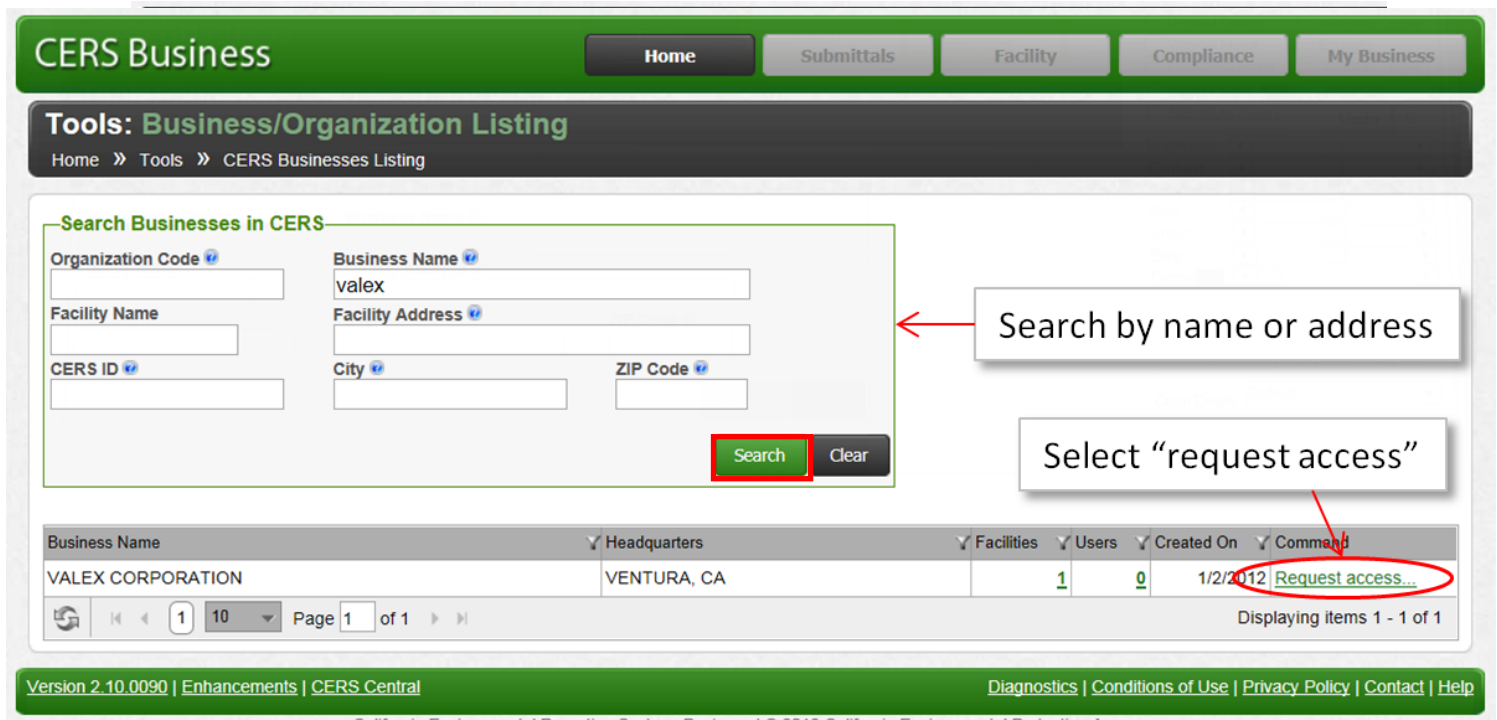 CERS Business
Home Submittals Facility Compliance My Business
Tools: Business/Organization Listing
Home » Tools » CERS Businesses Listing
Search Businesses in CERS
Organization Code Business Name
valex
Facility Name Facility Address
Search by name or address
CERS ID City ZIP Code
Search Clear
Select “request access”
Business Name Headquarters Facilities Users Created On Command
VALEX CORPORATION VENTURA, CA 1 0 1/2/2012 Request access...
1 10 Page 1 of 1 Displaying items 1 - 1 of 1
Version 2.10.0090 | Enhancements | CERS Central Diagnostics | Conditions of Use | Privacy Policy | Contact | Help